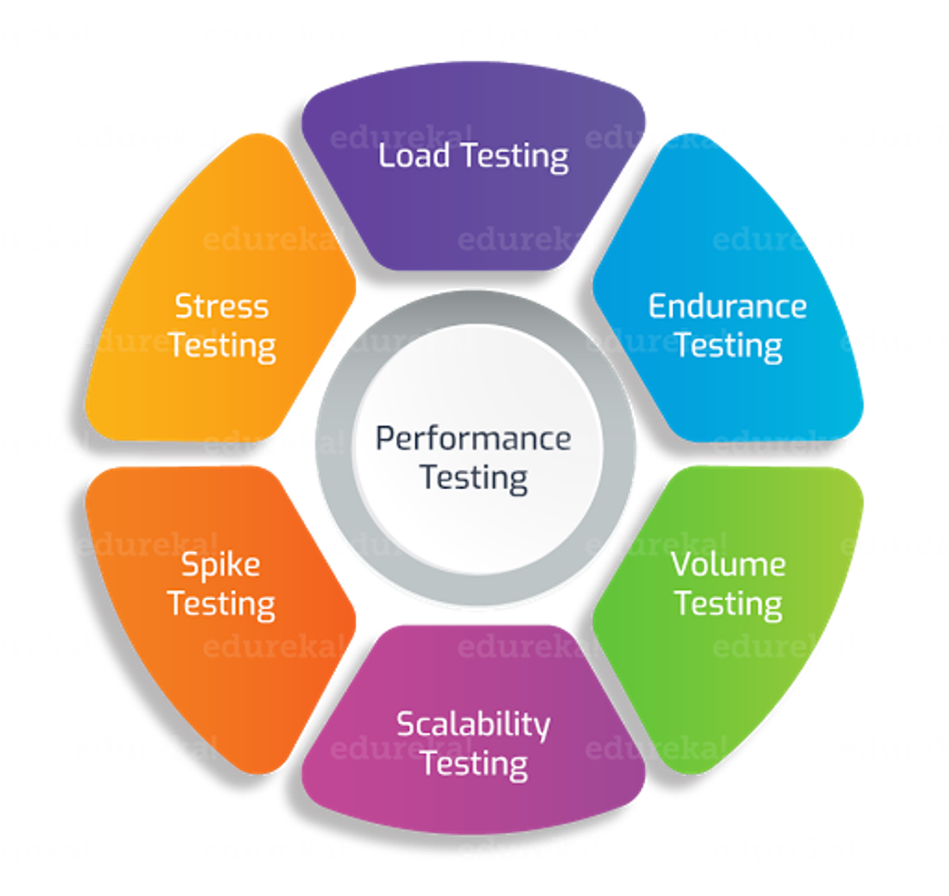 Load Testing
Stress
Testing
Endurance
Testing
Performance
Testing
Spike
Testing
Volume
Testing
Scalability
Testing
edureka!